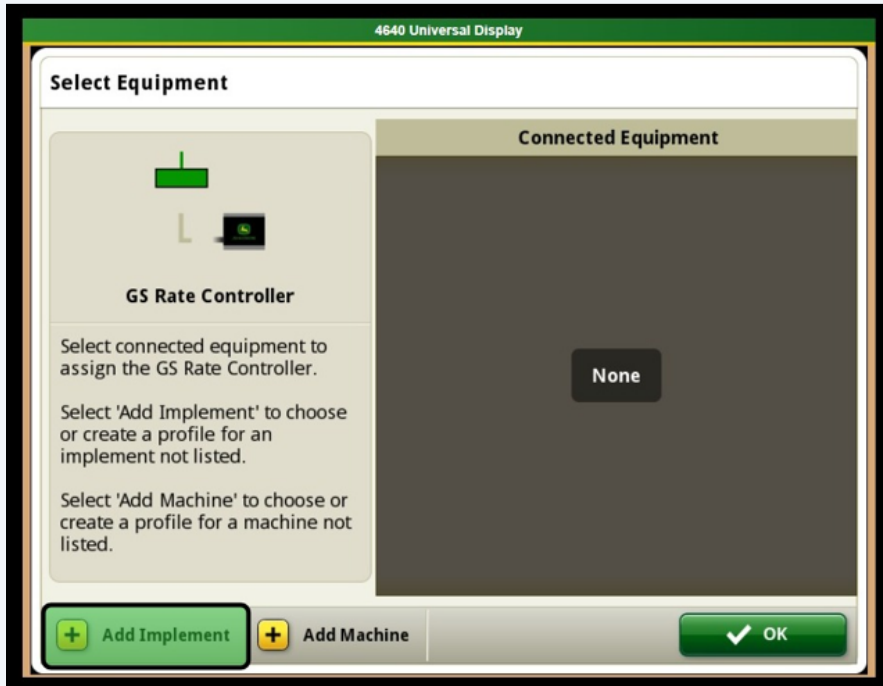 4640 Universal Display
Select Equipment
GS Rate Controller
Select connected equipment to
assign the GS Rate Controller.
Select 'Add Implement' to choose
or create a profile for an
implement not listed.
Select 'Add Machine' to choose or
create a profile for a machine not
listed.
Connected Equipment
None
Add Implement
Add Machine
OK